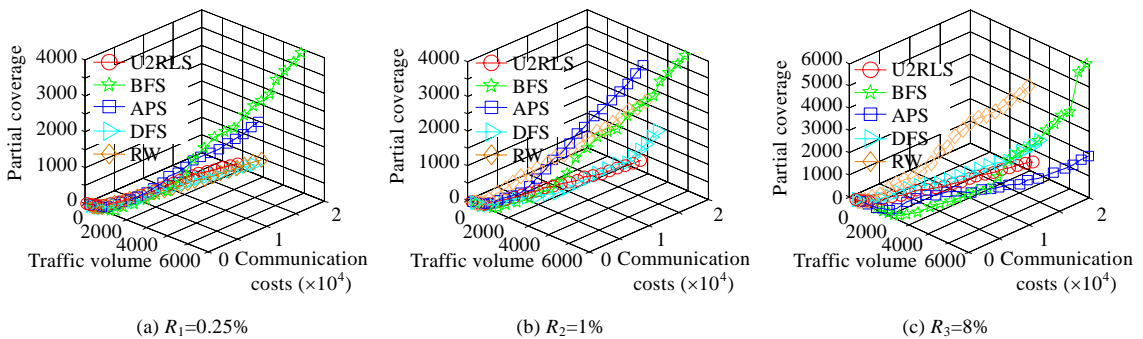 Partial coverage
4000
3000
2000
1000
0
U2RLS
BFS
APS
DFS
RW
0
2000
4000
Traffic volume 6000
0 Communication
costs (×10⁴)
1
2
(a) R₁=0.25%
Partial coverage
4000
3000
2000
1000
0
U2RLS
BFS
APS
DFS
RW
0
2000
4000
Traffic volume 6000
0 Communication
costs (×10⁴)
1
2
(b) R₂=1%
Partial coverage
6000
5000
4000
3000
2000
1000
0
U2RLS
BFS
APS
DFS
RW
0
2000
4000
Traffic volume 6000
0 Communication
costs (×10⁴)
1
2
(c) R₃=8%